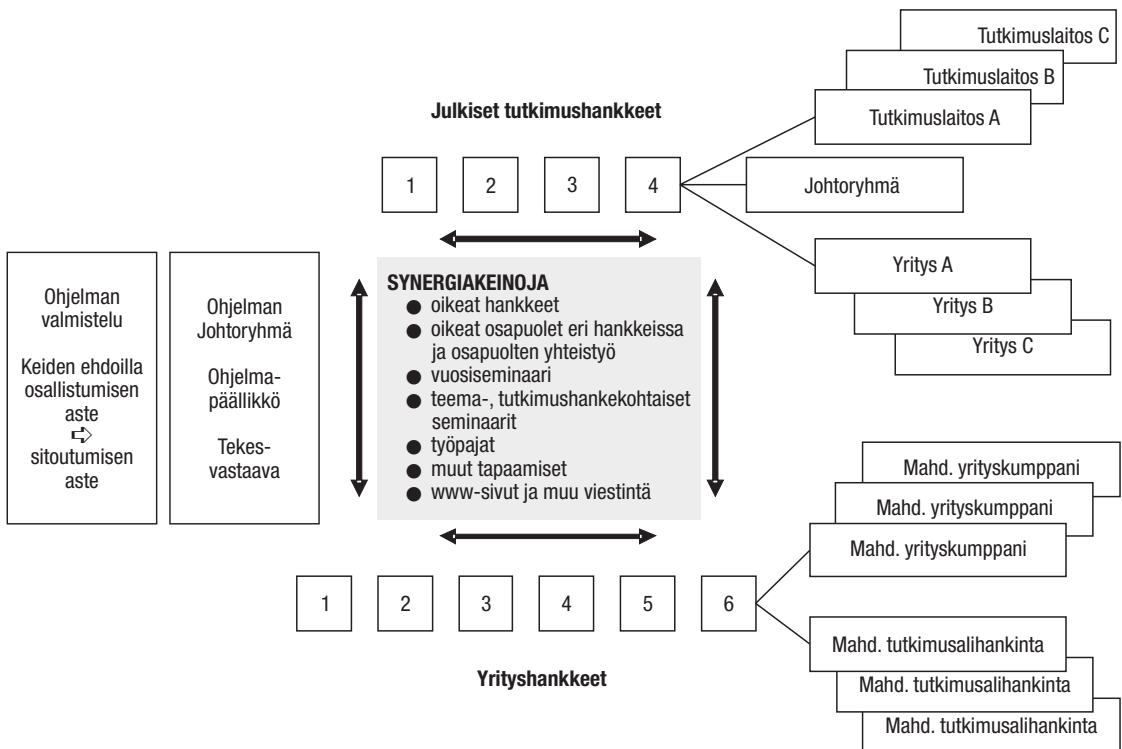 Tutkimuslaitos C
Tutkimuslaitos B
Tutkimuslaitos A
Julkiset tutkimushankkeet
1
2
3
4
Johtoryhmä
Yritys A
Yritys B
Yritys C
Ohjelman
valmistelu
Keiden ehdoilla
osallistumisen
aste
➪
sitoutumisen
aste
Ohjelman
Johtoryhmä
Ohjelma-
päällikkö
Tekes-
vastaava
SYNERGIAKEINOJA
● oikeat hankkeet
● oikeat osapuolet eri hankkeissa
ja osapuolten yhteistyö
● vuosiseminaari
● teema-, tutkimushankekohtaiset
seminaarit
● työpajat
● muut tapaamiset
● www-sivut ja muu viestintä
Mahd. yrityskumppani
Mahd. yrityskumppani
Mahd. yrityskumppani
1
2
3
4
5
6
Yrityshankkeet
Mahd. tutkimusalihankinta
Mahd. tutkimusalihankinta
Mahd. tutkimusalihankinta